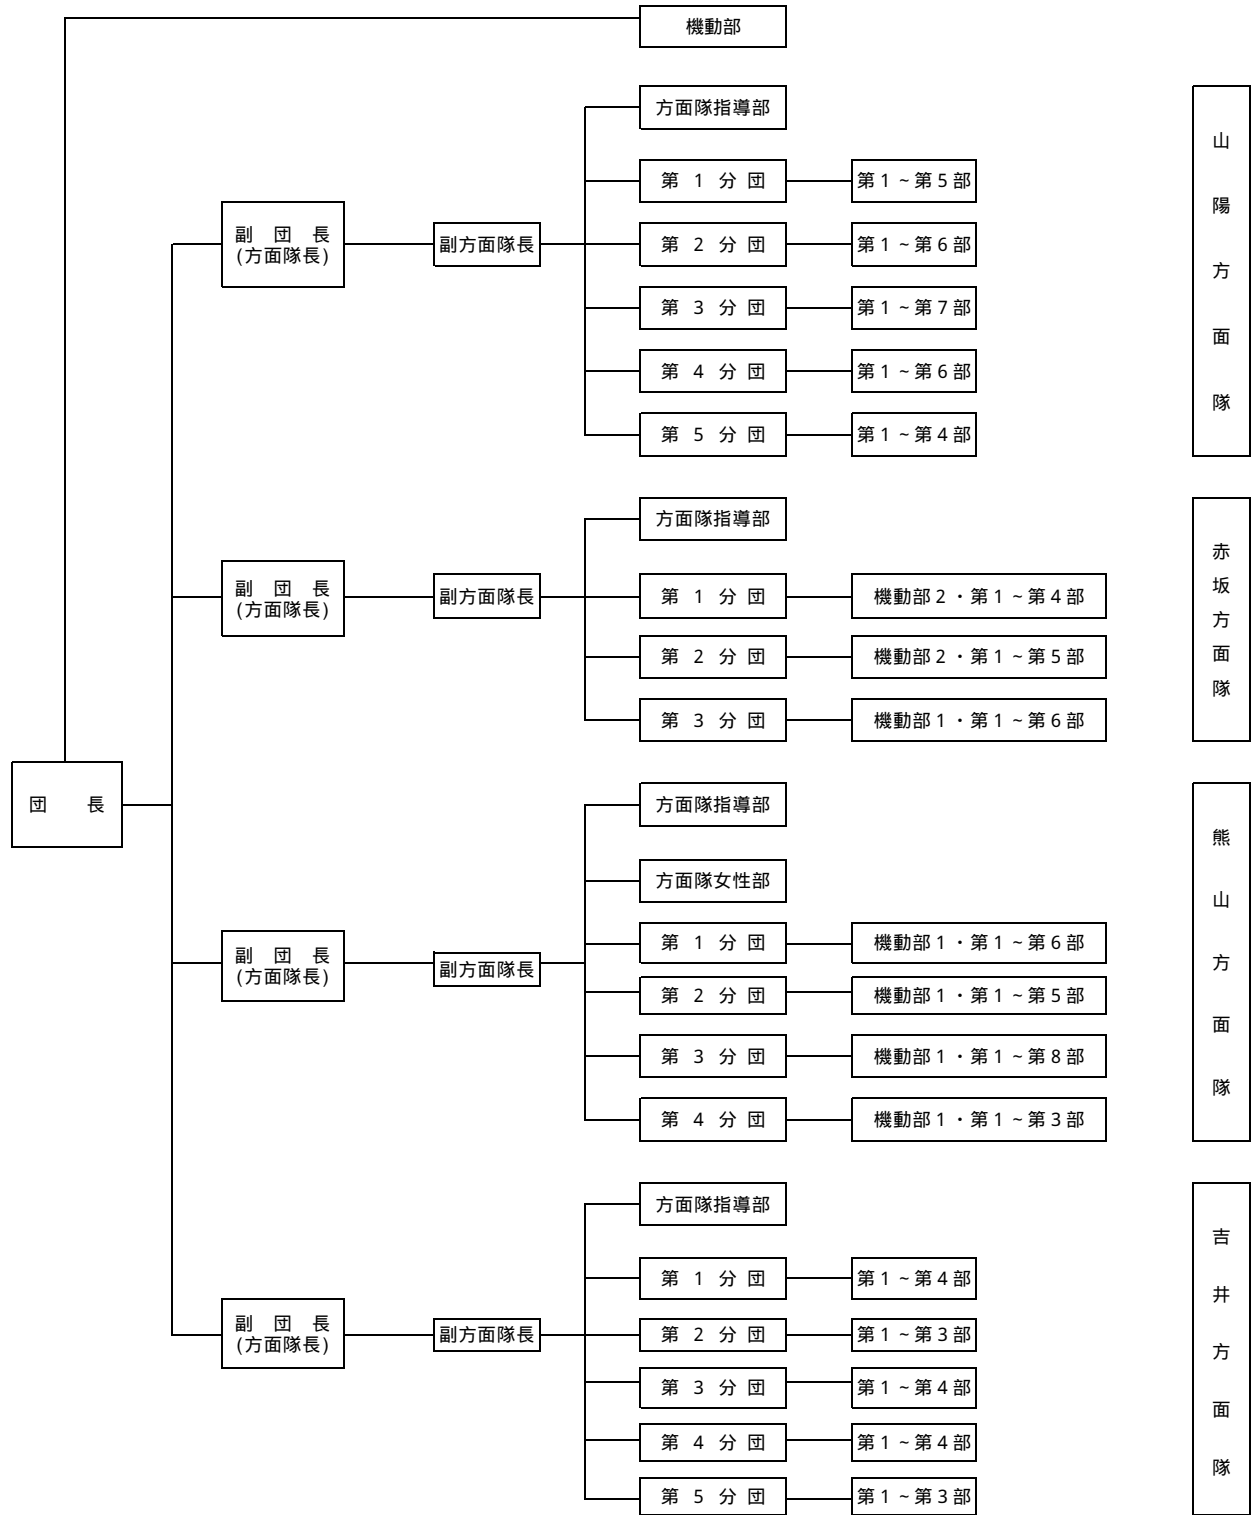 機動部
方面隊指導部
第 1 分 団
第1~第5部
副 団 長
(方面隊長)
副方面隊長
第 2 分 団
第1~第6部
第 3 分 団
第1~第7部
第 4 分 団
第1~第6部
第 5 分 団
第1~第4部
山陽方面隊
方面隊指導部
副 団 長
(方面隊長)
副方面隊長
第 1 分 団
機動部2・第1~第4部
第 2 分 団
機動部2・第1~第5部
第 3 分 団
機動部1・第1~第6部
赤坂方面隊
団 長
方面隊指導部
方面隊女性部
副 団 長
(方面隊長)
副方面隊長
第 1 分 団
機動部1・第1~第6部
第 2 分 団
機動部1・第1~第5部
第 3 分 団
機動部1・第1~第8部
第 4 分 団
機動部1・第1~第3部
熊山方面隊
方面隊指導部
第 1 分 団
第1~第4部
副 団 長
(方面隊長)
副方面隊長
第 2 分 団
第1~第3部
第 3 分 団
第1~第4部
第 4 分 団
第1~第4部
第 5 分 団
第1~第3部
吉井方面隊